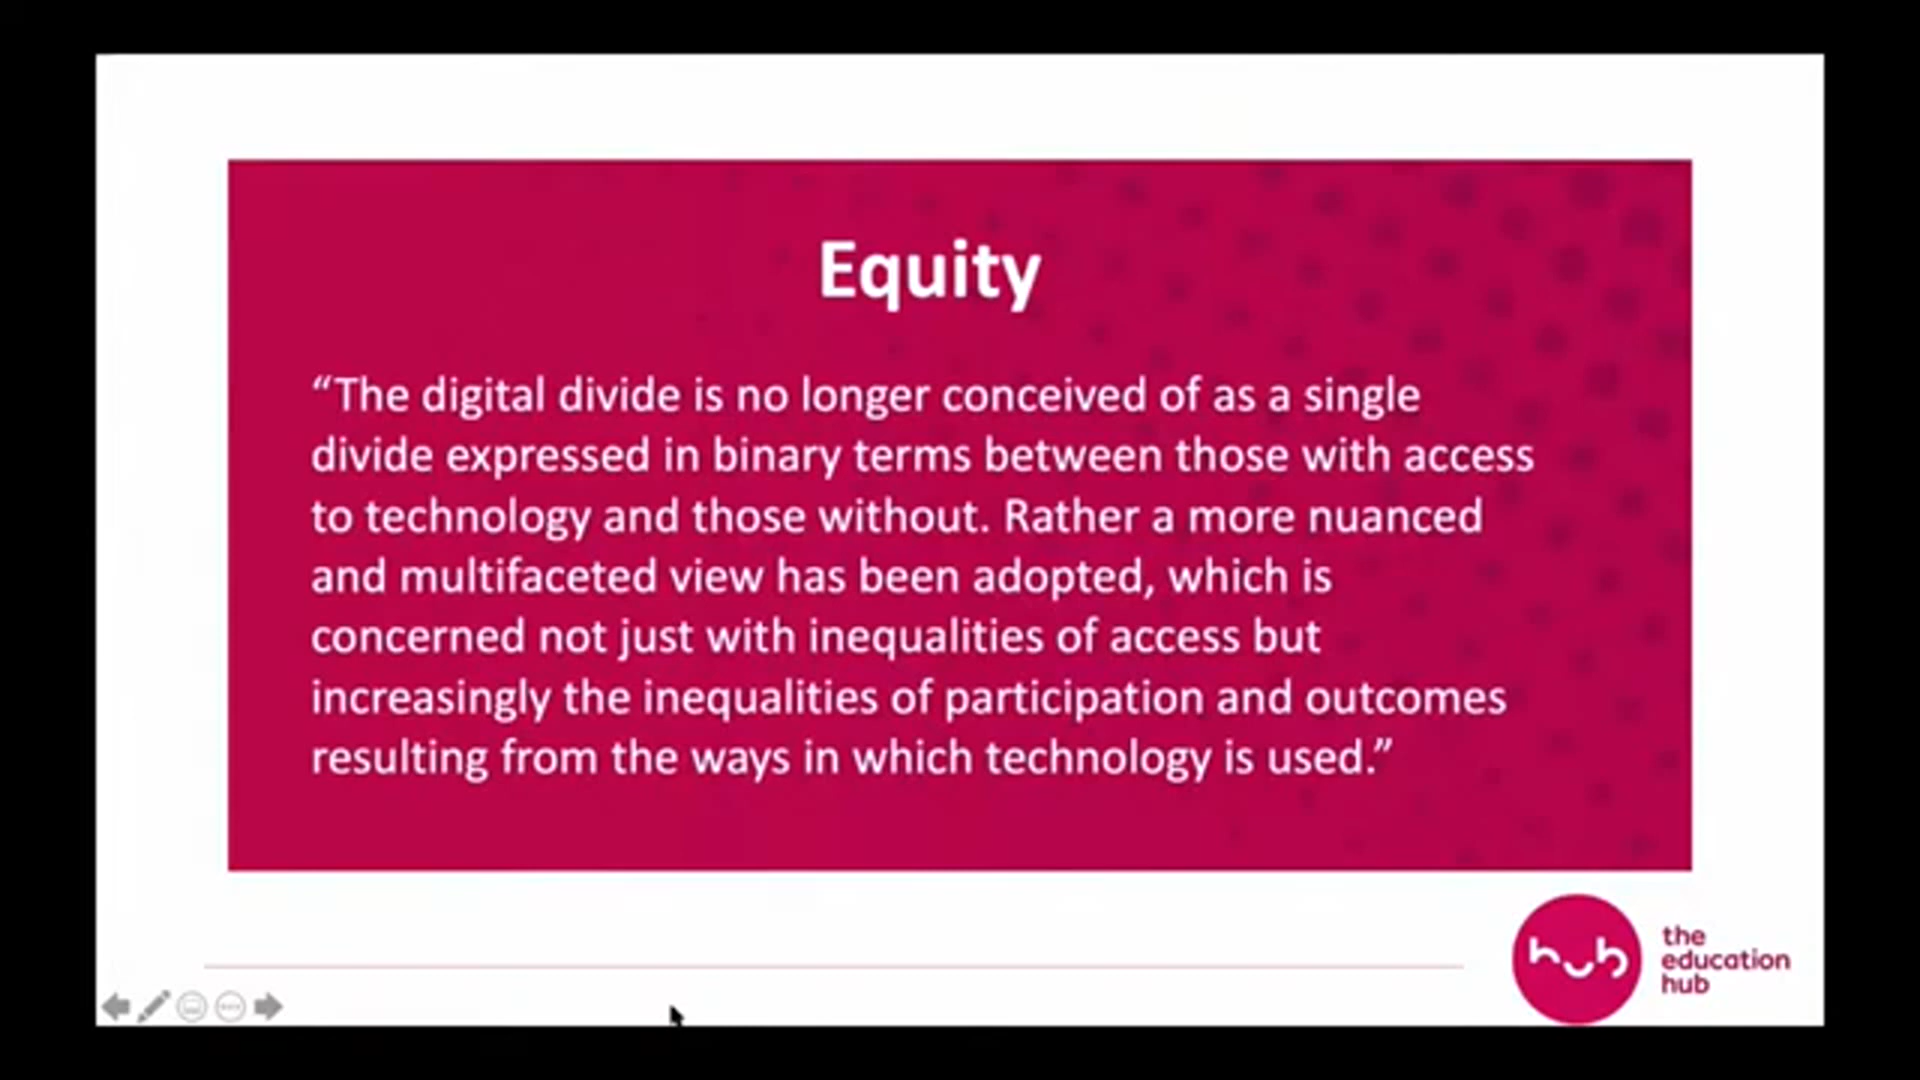 Equity
“The digital divide is no longer conceived of as a single
divide expressed in binary terms between those with access
to technology and those without. Rather a more nuanced
and multifaceted view has been adopted, which is
concerned not just with inequalities of access but
increasingly the inequalities of participation and outcomes
resulting from the ways in which technology is used.”
hub
the
education
hub